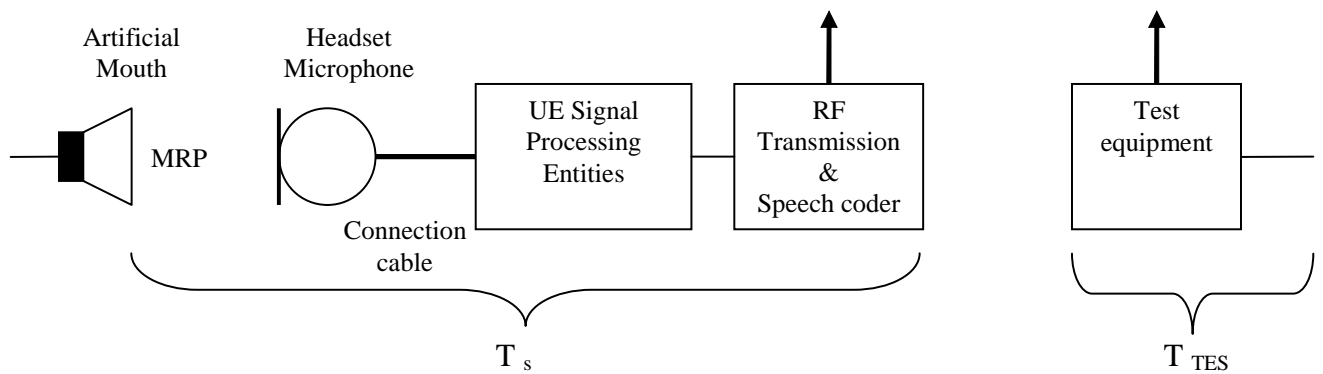 Artificial
Mouth
MRP
Headset
Microphone
Connection
cable
UE Signal
Processing
Entities
RF
Transmission
&
Speech coder
Test
equipment
T s
T TES